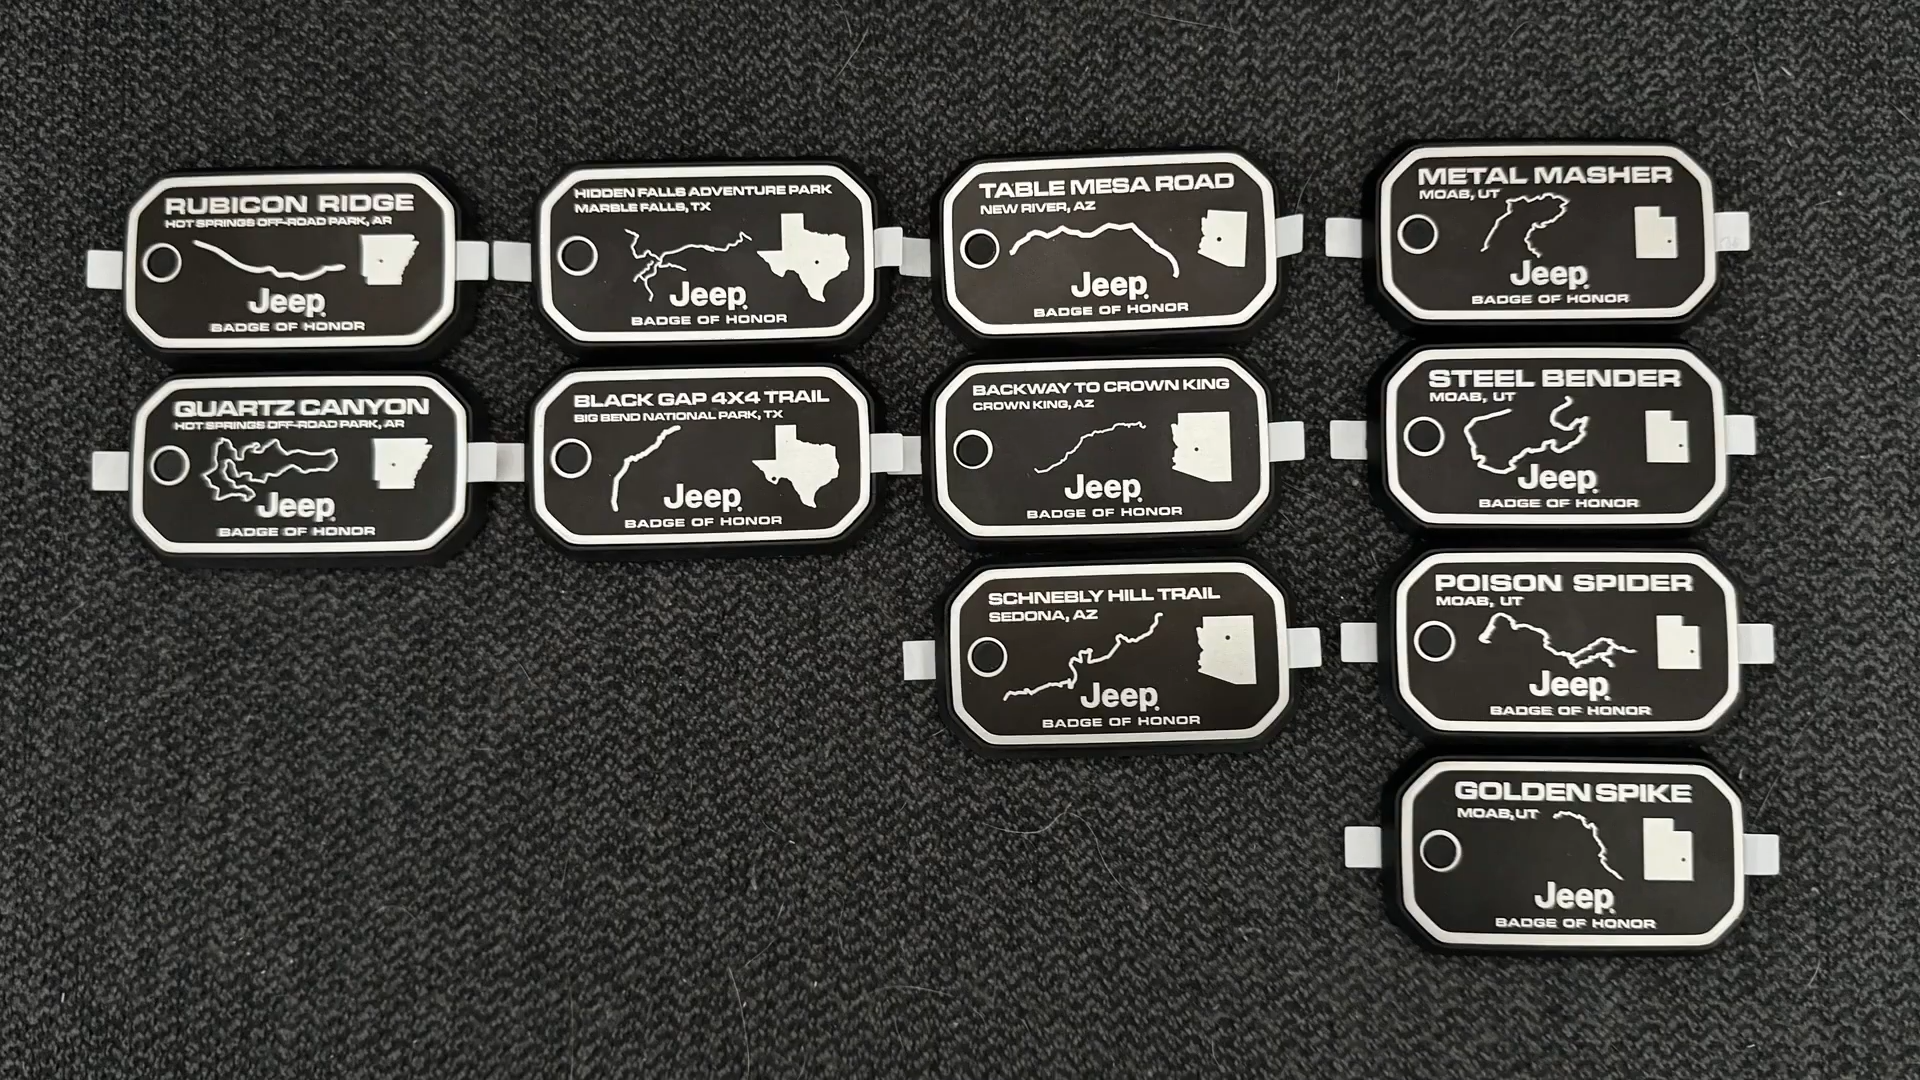 RUBICON RIDGE
HOT SPRINGS OFF-ROAD PARK, AR
Jeep
BADGE OF HONOR
HIDDEN FALLS ADVENTURE PARK
MARBLE FALLS, TX
Jeep
BADGE OF HONOR
TABLE MESA ROAD
NEW RIVER, AZ
Jeep
BADGE OF HONOR
METAL MASHER
MOAB, UT
Jeep
BADGE OF HONOR
QUARTZ CANYON
HOT SPRINGS OFF-ROAD PARK, AR
Jeep
BADGE OF HONOR
BLACK GAP 4X4 TRAIL
BIG BEND NATIONAL PARK, TX
Jeep
BADGE OF HONOR
BACKWAY TO CROWN KING
CROWN KING, AZ
Jeep
BADGE OF HONOR
STEEL BENDER
MOAB, UT
Jeep
BADGE OF HONOR
SCHNEBLY HILL TRAIL
SEDONA, AZ
Jeep
BADGE OF HONOR
POISON SPIDER
MOAB, UT
Jeep
BADGE OF HONOR
GOLDEN SPIKE
MOAB, UT
Jeep
BADGE OF HONOR